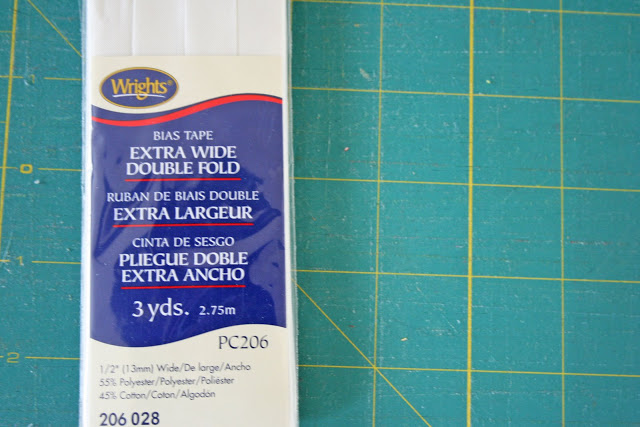 Wrights®
BIAS TAPE
EXTRA WIDE
DOUBLE FOLD
RUBAN DE BIAIS DOUBLE
EXTRA LARGEUR
CINTA DE SESGO
PLIEGUE DOBLE
EXTRA ANCHO
3 yds. 2.75m
PC206
1/2" (13mm) Wide/De large/Ancho
55% Polyester/Polyester/Poliéster
45% Cotton/Coton/Algodón
206 028
0
1
2